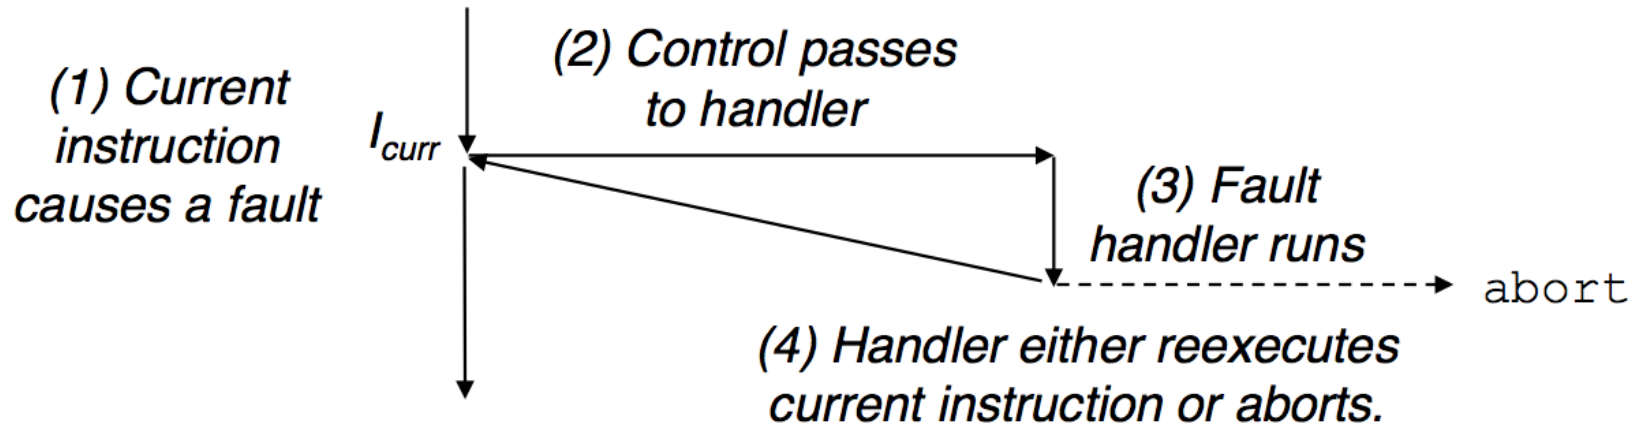 (1) Current
instruction
causes a fault
Icurr
(2) Control passes
to handler
(3) Fault
handler runs
abort
(4) Handler either reexecutes
current instruction or aborts.